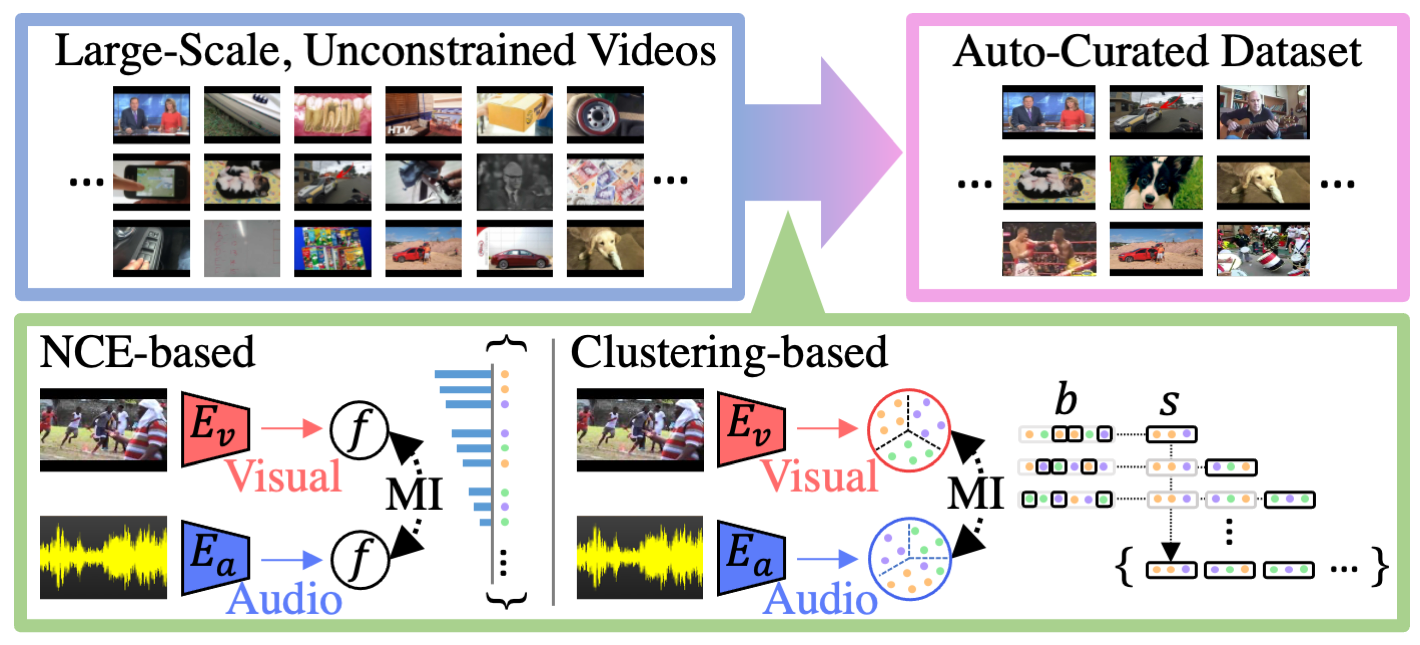 Large-Scale, Unconstrained Videos
Auto-Curated Dataset
HTV
...
...
...
...
NCE-based
E_v
Visual
f
MI
E_a
Audio
f
...
Clustering-based
E_v
Visual
MI
E_a
Audio
b
s
...
{ ... }